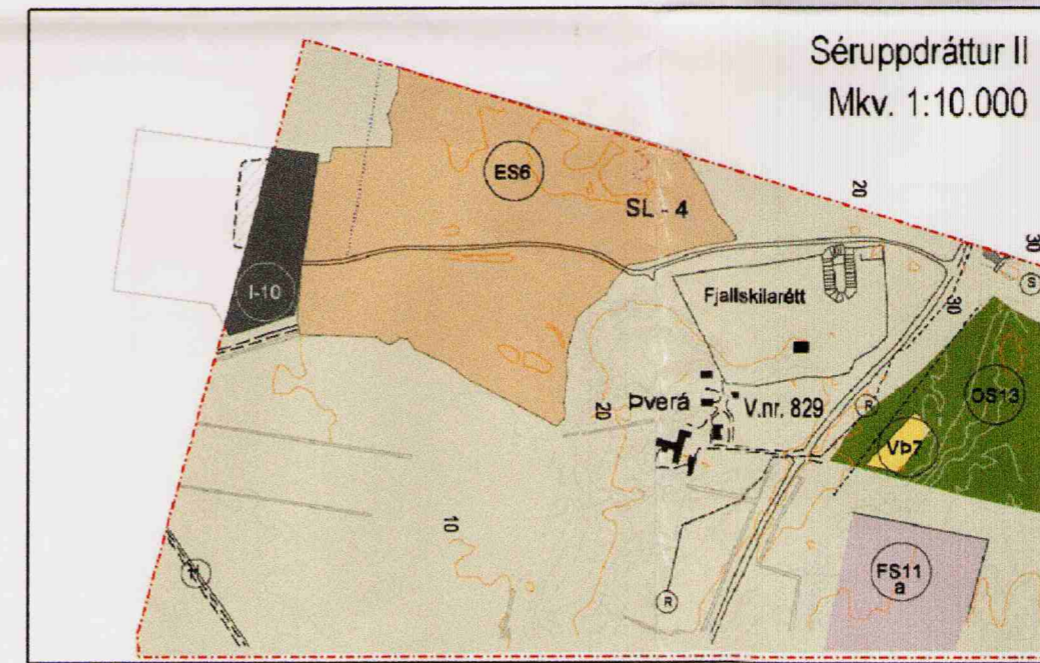 Séruppdráttur II
Mkv. 1:10.000
ES6
SL - 4
20
30
I-10
Fjallskilarétt
30
S
OS13
Þverá
V.nr. 829
20
R
VÞ7
10
FS11
a
R